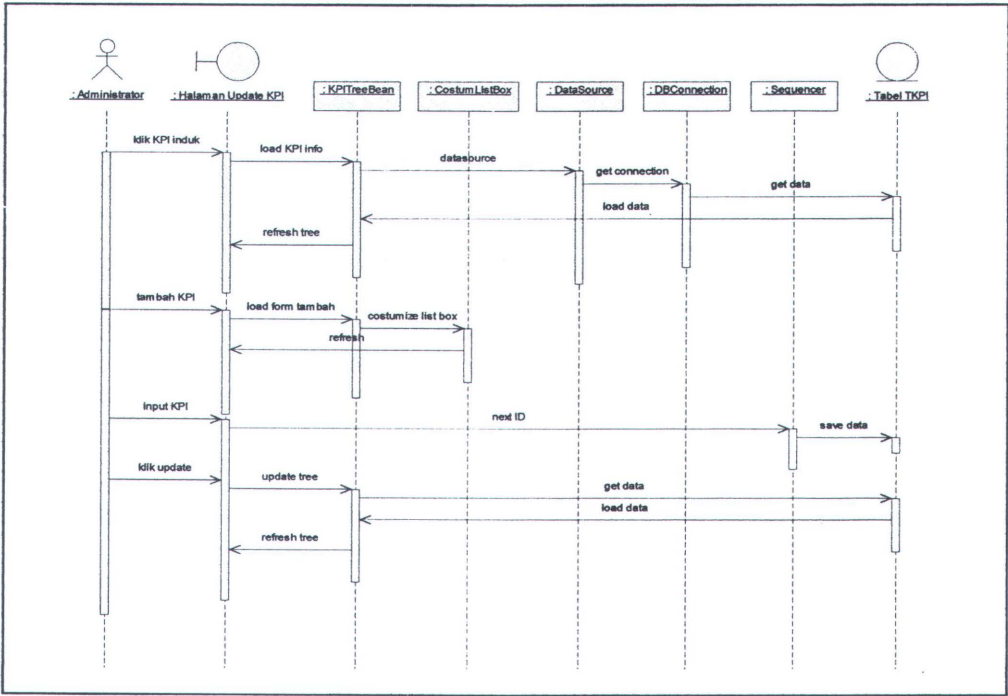 : Administrator
: Halaman Update KPI
: KPITreeBean
: CostumListBox
: DataSource
: DBConnection
: Sequencer
: Tabel TKPI
klik KPI induk
load KPI info
datasource
get connection
get data
load data
refresh tree
tambah KPI
load form tambah
costumize list box
refresh
input KPI
next ID
save data
klik update
update tree
get data
load data
refresh tree